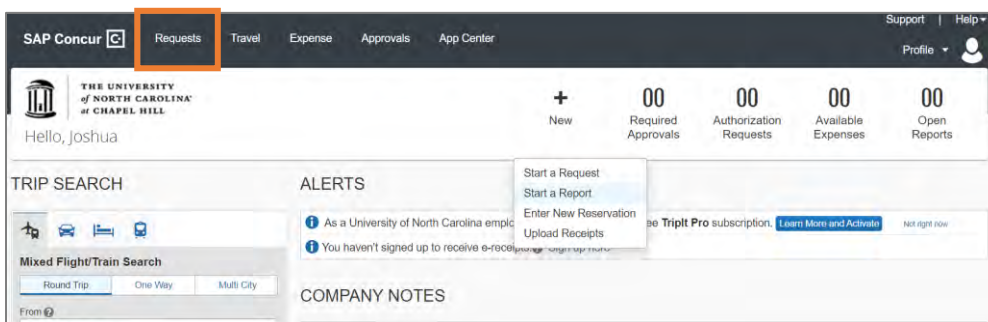 Support | Help
SAP Concur C Requests Travel Expense Approvals App Center
Profile
THE UNIVERSITY
of NORTH CAROLINA
at CHAPEL HILL
Hello, Joshua
+ 00 00 00 00
New Required Authorization Available Open
Approvals Requests Expenses Reports
Start a Request
Start a Report
Enter New Reservation
Upload Receipts
TRIP SEARCH
ALERTS
As a University of North Carolina emplo ee TripIt Pro subscription. Learn More and Activate Not right now
You haven't signed up to receive e-receipts. Sign up here
Mixed Flight/Train Search
Round Trip One Way Multi City
From
COMPANY NOTES